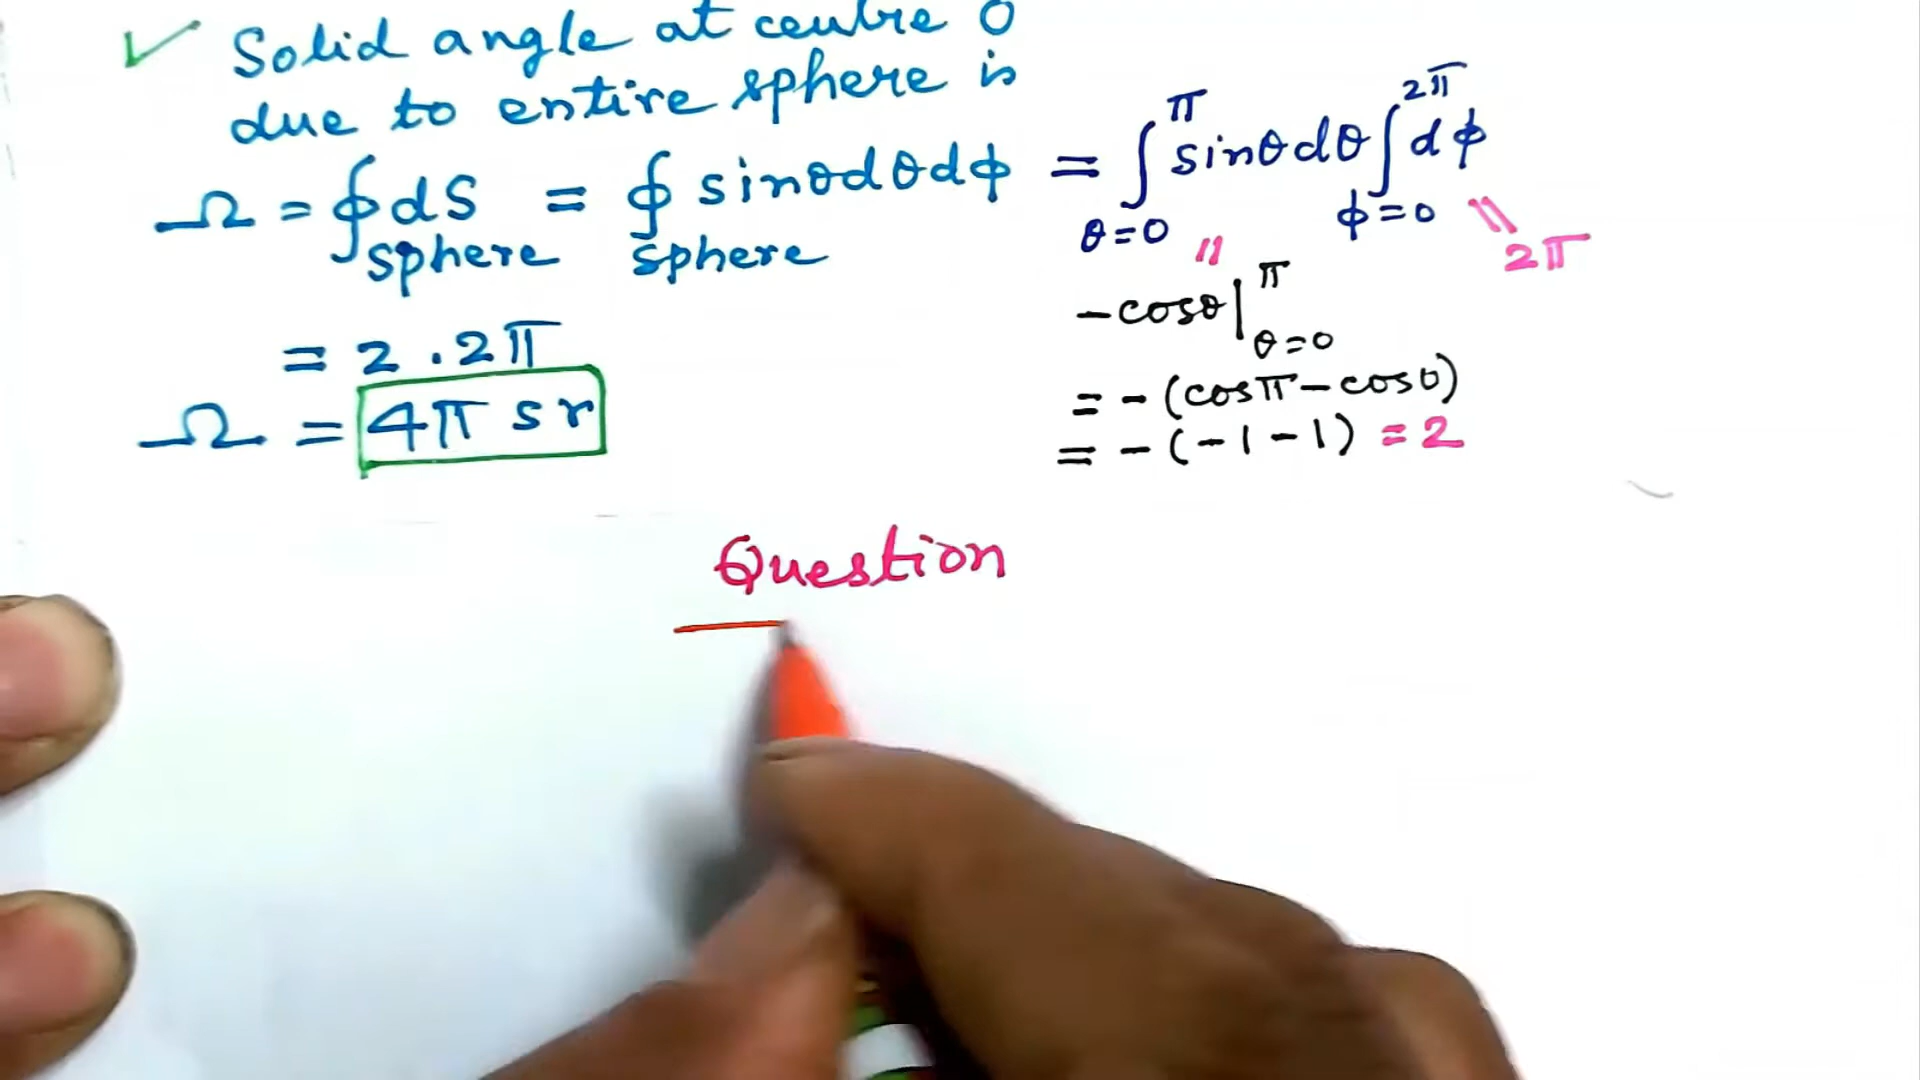 ✓ Solid angle at centre O
due to entire sphere is
Ω = ∮ dS = ∮ sinθdθdϕ = ∫ sinθdθ ∫ dϕ
sphere sphere θ=0 π ϕ=0 2π
= 2π
-cosθ| π θ=0
= 2.2π
= -(cosπ-cos0)
Ω = 4π sr
= -(-1-1) = 2
Question